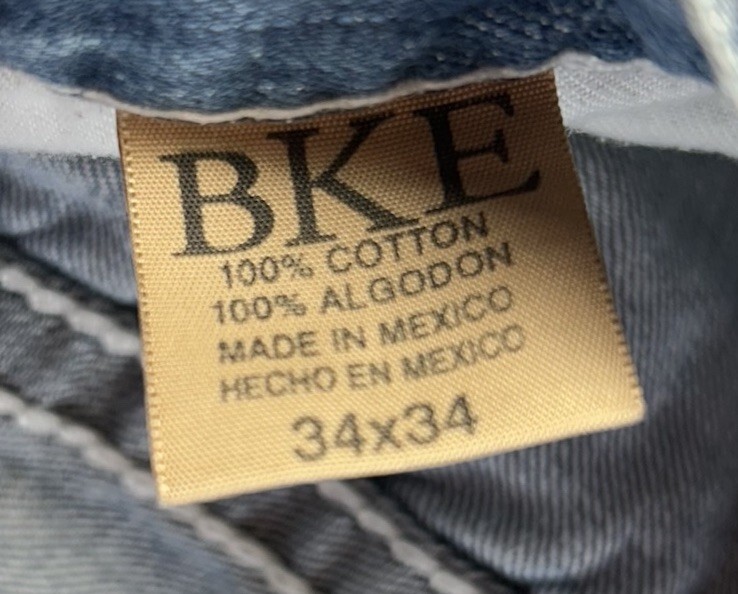 BKE
100% COTTON
100% ALGODON
MADE IN MEXICO
HECHO EN MEXICO
34x34